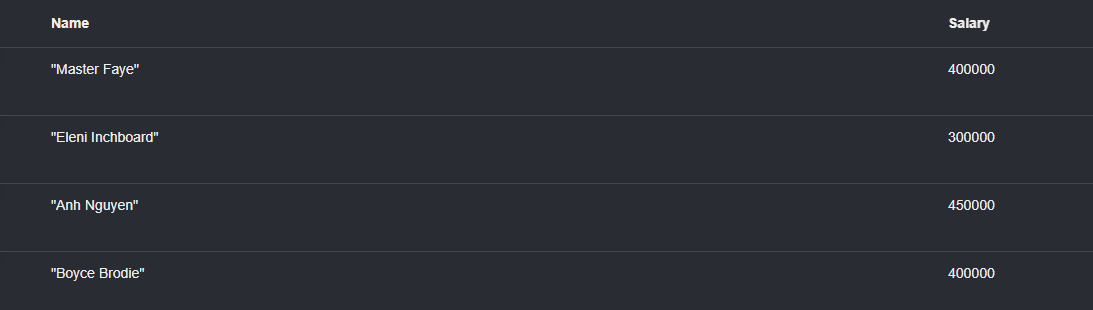 Name Salary
"Master Faye" 400000
"Eleni Inchboard" 300000
"Anh Nguyen" 450000
"Boyce Brodie" 400000